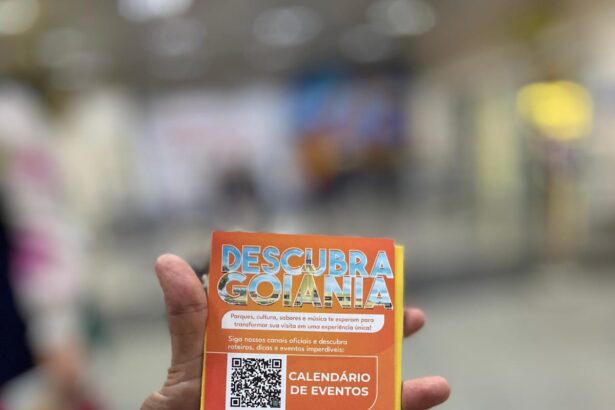 DESCUBRA
GOIÂNIA
Parques, cultura, sabores e música te esperam para
transformar sua visita em uma experiência única!
Siga nossos canais oficiais e descubra
roteiros, dicas e eventos imperdíveis:
CALENDÁRIO
DE EVENTOS